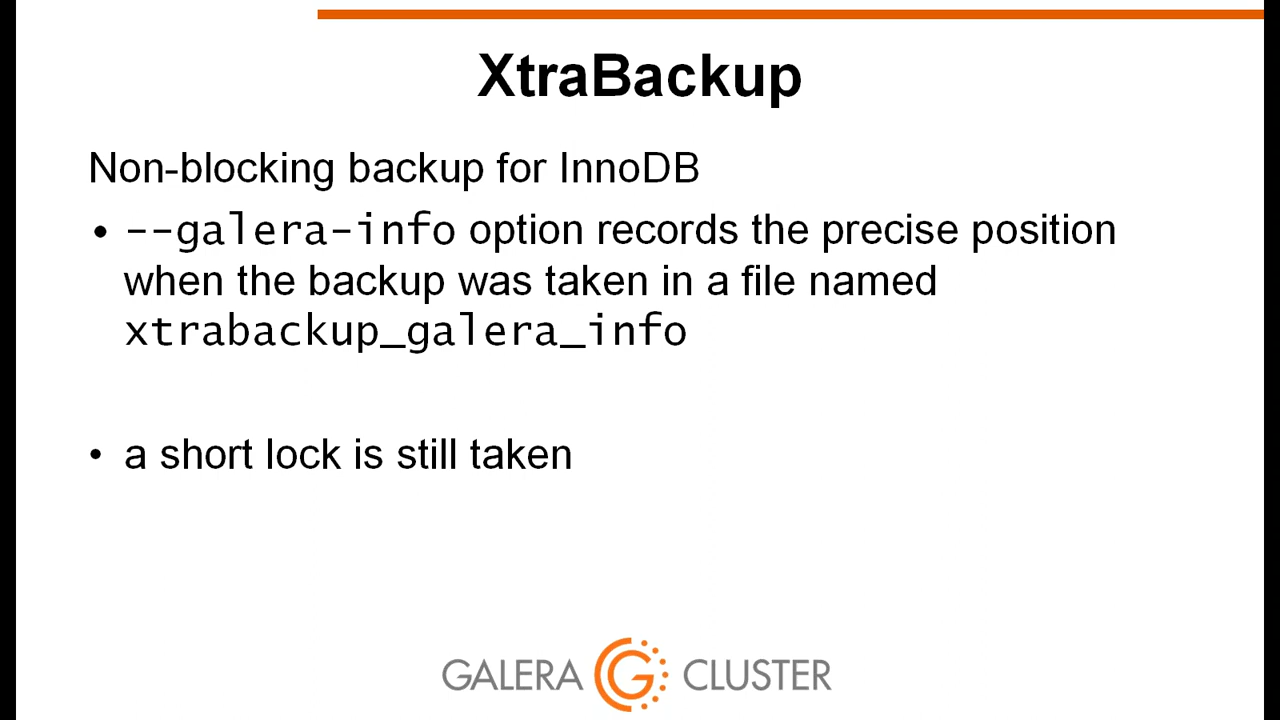 XtraBackup
Non-blocking backup for InnoDB
• --galera-info option records the precise position
when the backup was taken in a file named
xtrabackup_galera_info
• a short lock is still taken
GALERA CLUSTER